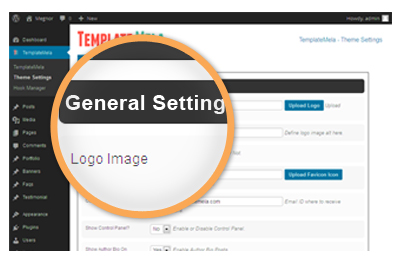 Magnor 0 + New Howdy, admin
Dashboard
TemplateMela
TemplateMela
Theme Settings
Hook Manager
Posts
Media
Pages
Comments
Portfolio
Banners
Faqs
Testimonial
Appearance
Plugins
Users
TEMPLATEMELA
TemplateMela - Theme Settings
General Setting
Upload Logo Upload
Logo Image
Define logo image alt here
Upload Favicon Icon
Email ID where to receive
Show Control Panel? No Enable or Disable Control Panel
Show Author Bio On Yes Enable Author Bio Posts